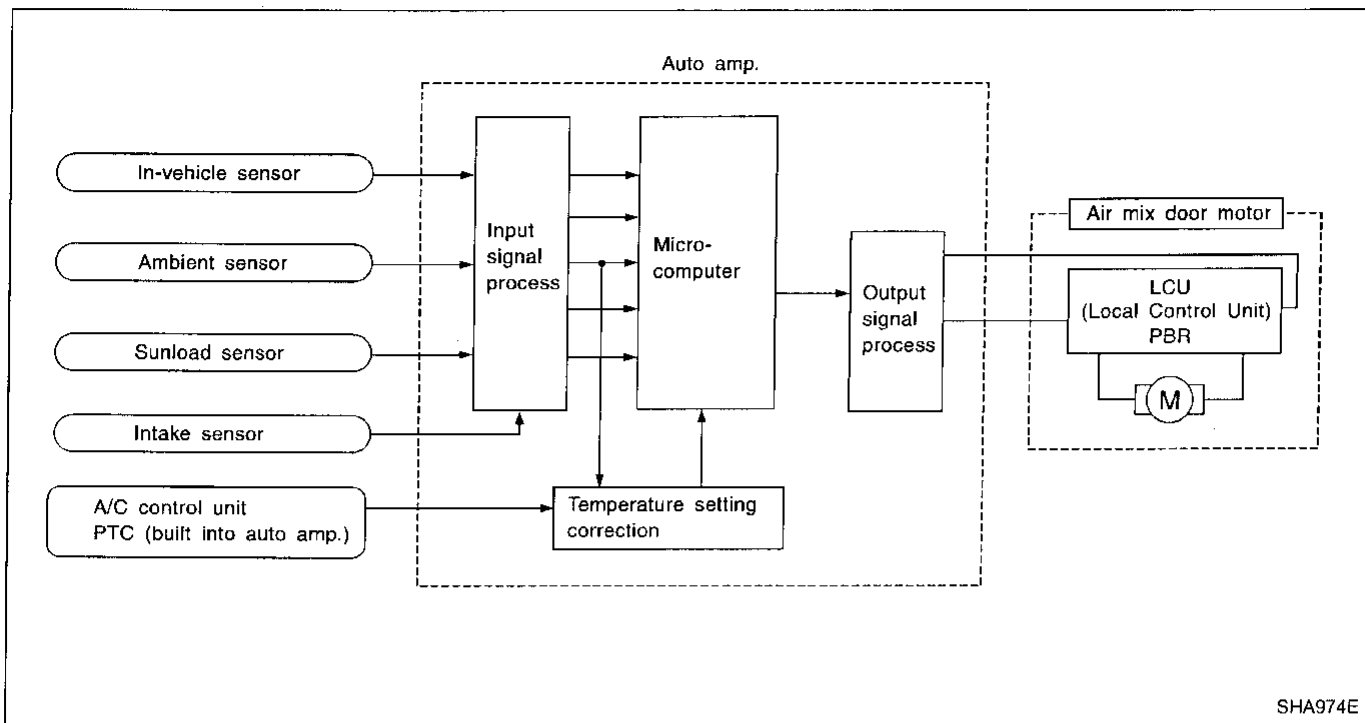 Auto amp.
In-vehicle sensor
Ambient sensor
Sunload sensor
Intake sensor
A/C control unit
PTC (built into auto amp.)
Input
signal
process
Micro-
computer
Temperature setting
correction
Output
signal
process
Air mix door motor
LCU
(Local Control Unit)
PBR
M
SHA974E